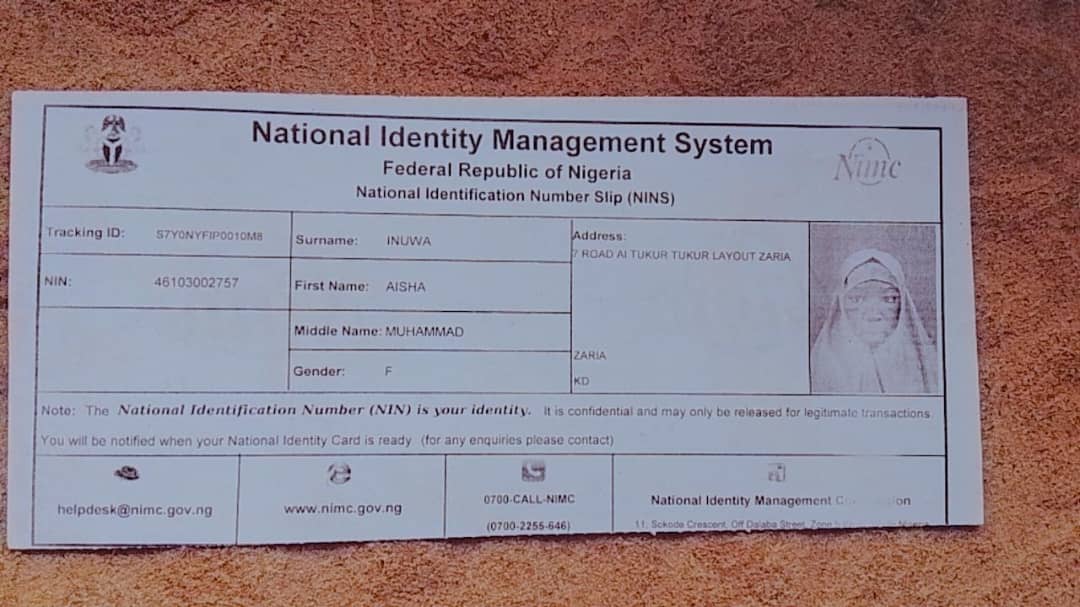 National Identity Management System
Federal Republic of Nigeria
National Identification Number Slip (NINS)
Nimc
Tracking ID: S7Y0NYFIP0010M8
Surname: INUWA
Address:
7 ROAD AI TUKUR TUKUR LAYOUT ZARIA
NIN: 46103002757
First Name: AISHA
Middle Name: MUHAMMAD
ZARIA
Gender: F
KD
Note: The National Identification Number (NIN) is your identity. It is confidential and may only be released for legitimate transactions.
You will be notified when your National Identity Card is ready (for any enquiries please contact)
helpdesk@nimc.gov.ng
www.nimc.gov.ng
0700-CALL-NIMC
(0700-2255-646)
National Identity Management
11, Sokode Crescent, Off Dalaba Street, Zone